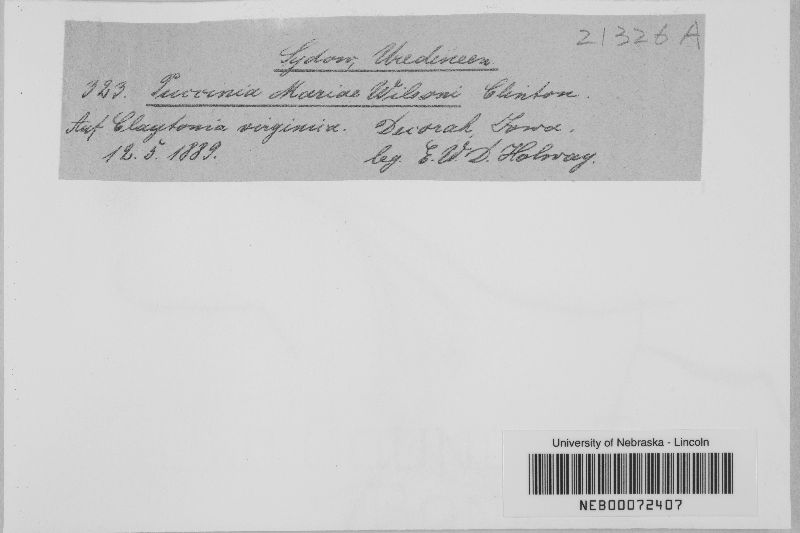 21326 A
Sydow, Uredineen
323. Puccinia Mariae Wilsoni Clinton.
Auf Claytonia virginica. Decorah, Iowa.
12. 5. 1889. leg. E. W. D. Holway.
University of Nebraska - Lincoln
NEB00072407